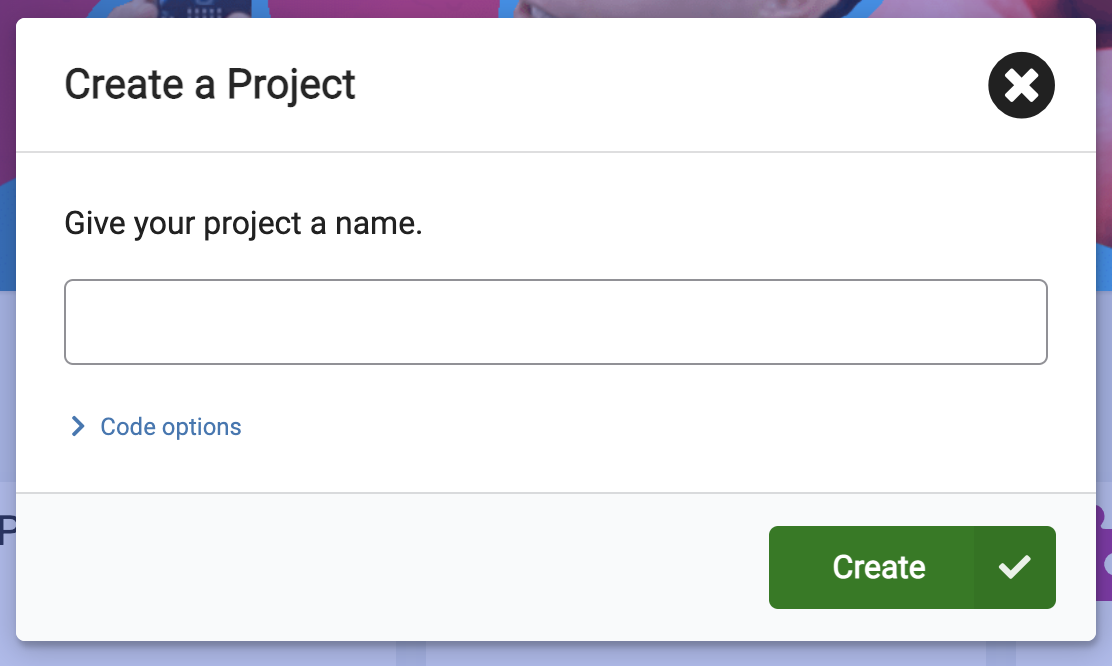 Create a Project
Give your project a name.
Code options
P
Create